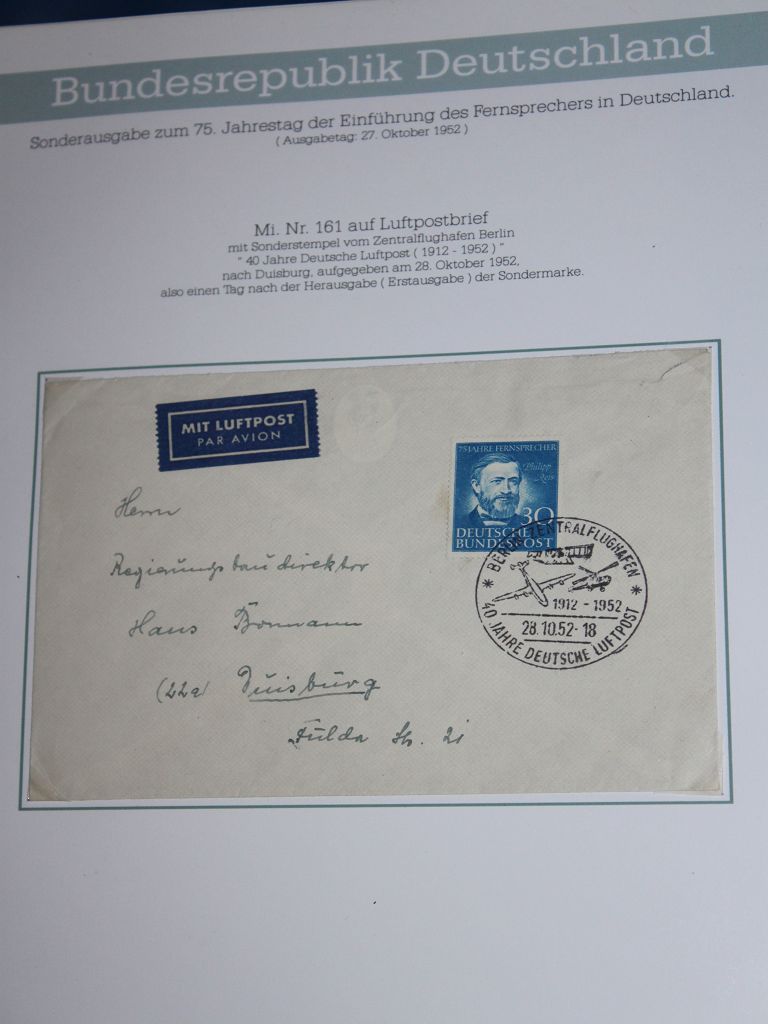 Bundesrepublik Deutschland
Sonderausgabe zum 75. Jahrestag der Einführung des Fernsprechers in Deutschland.
( Ausgabetag: 27. Oktober 1952 )
Mi. Nr. 161 auf Luftpostbrief
mit Sonderstempel vom Zentralflughafen Berlin
" 40 Jahre Deutsche Luftpost ( 1912 - 1952 ) "
nach Duisburg, aufgegeben am 28. Oktober 1952,
also einen Tag nach der Herausgabe ( Erstausgabe ) der Sondermarke.
MIT LUFTPOST
PAR AVION
75 JAHRE FERNSPRECHER
Philipp
Reis
30
DEUTSCHE
BUNDESPOST
BERLIN ZENTRALFLUGHAFEN
1912 - 1952
28.10.52-18
* 40 JAHRE DEUTSCHE LUFTPOST *
Herrn
Regierungsbaudirektor
Hans Bormann
(22a) Duisburg
Fulda Str. 21